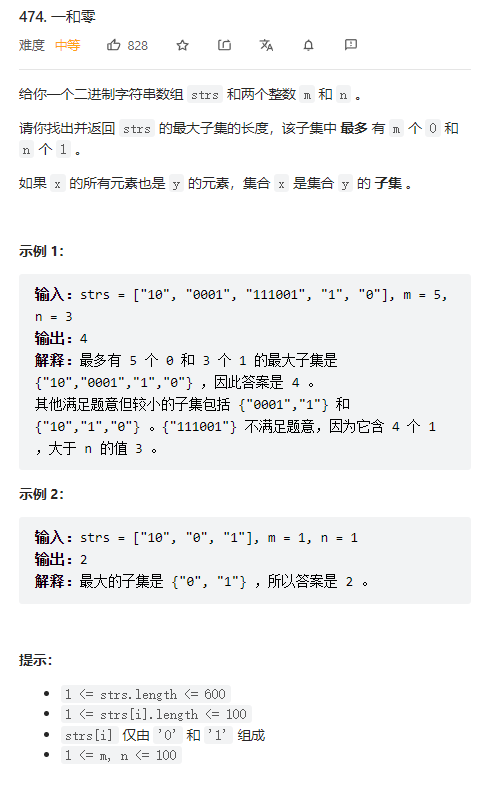 474. 一和零
难度 中等 828
给你一个二进制字符串数组 strs 和两个整数 m 和 n 。
请你找出并返回 strs 的最大子集的长度，该子集中 最多 有 m 个 0 和
n 个 1 。
如果 x 的所有元素也是 y 的元素，集合 x 是集合 y 的 子集 。
示例 1：
输入：strs = ["10", "0001", "111001", "1", "0"], m = 5,
n = 3
输出：4
解释：最多有 5 个 0 和 3 个 1 的最大子集是
{"10","0001","1","0"} ，因此答案是 4 。
其他满足题意但较小的子集包括 {"0001","1"} 和
{"10","1","0"} 。{"111001"} 不满足题意，因为它含 4 个 1
，大于 n 的值 3 。
示例 2：
输入：strs = ["10", "0", "1"], m = 1, n = 1
输出：2
解释：最大的子集是 {"0", "1"} ，所以答案是 2 。
提示：
1 <= strs.length <= 600
1 <= strs[i].length <= 100
strs[i] 仅由 '0' 和 '1' 组成
1 <= m, n <= 100